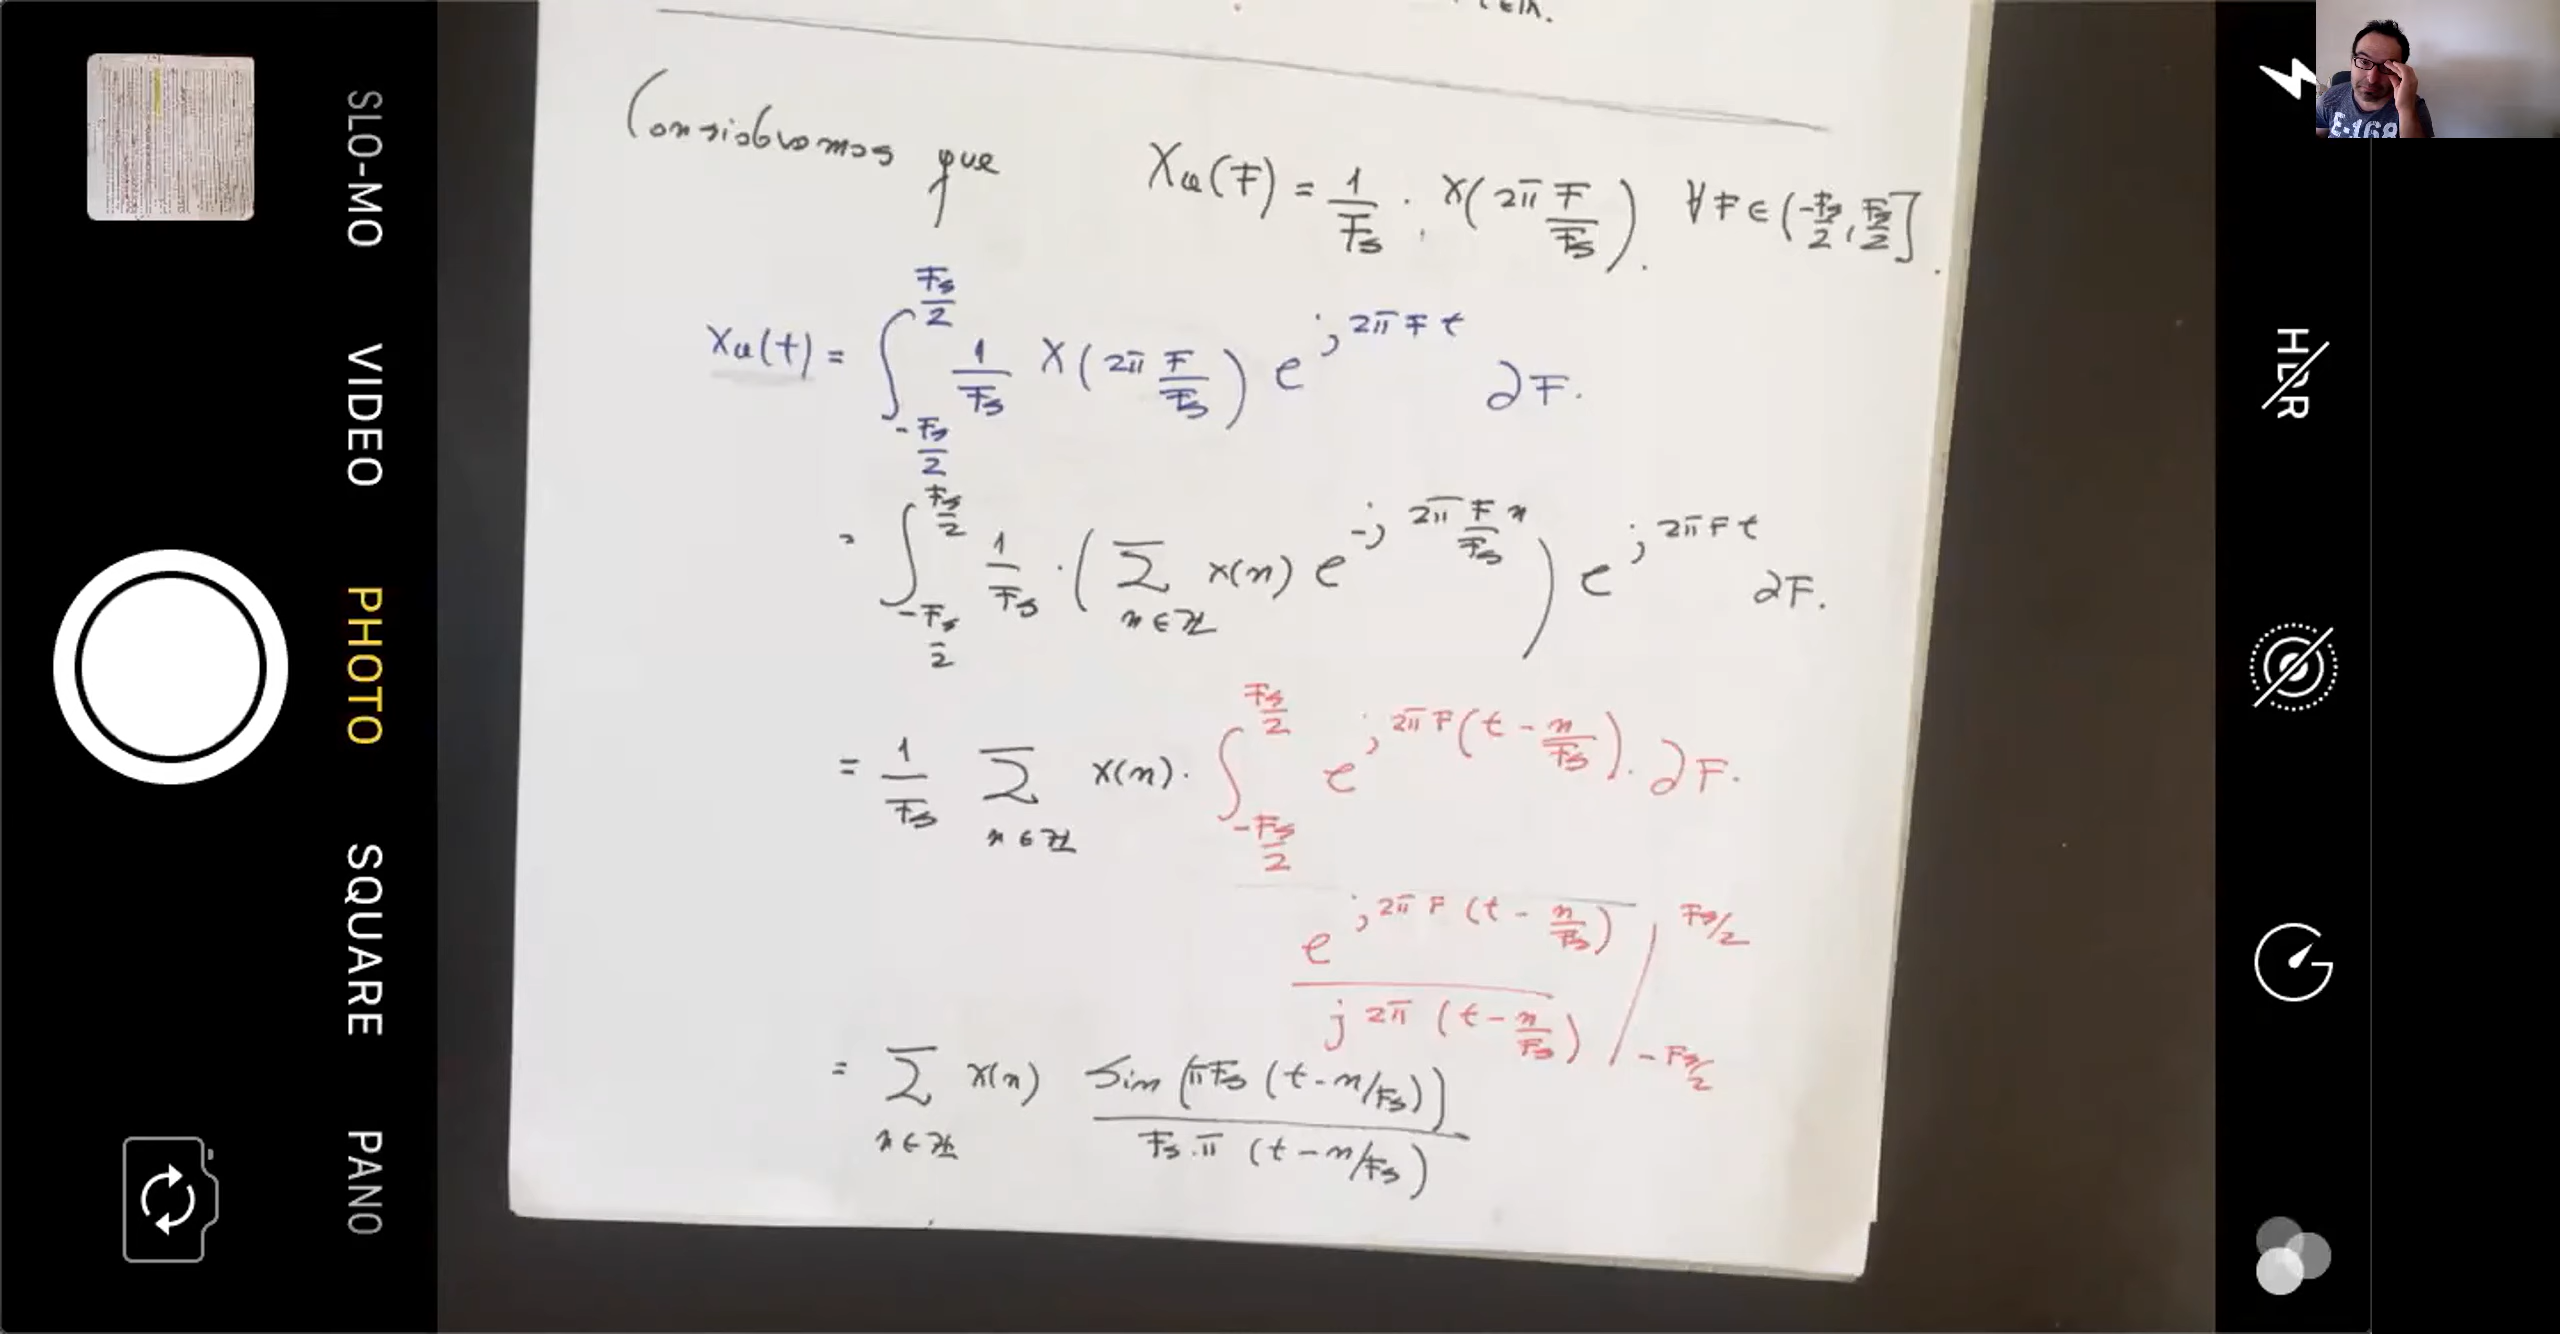 Consideramos que Xa(F) = 1/Fs · X(2π F/Fs). ∀ F ∈ (-Fs/2, Fs/2].
xa(t) = ∫_{-Fs/2}^{Fs/2} 1/Fs X(2π F/Fs) e^{j2πFt} ∂F.
= ∫_{-Fs/2}^{Fs/2} 1/Fs · (∑_{n∈ℤ} x(n) e^{-j2π F/Fs n}) e^{j2πFt} ∂F.
= 1/Fs ∑_{n∈ℤ} x(n) · ∫_{-Fs/2}^{Fs/2} e^{j2πF(t - n/Fs)} · ∂F.
e^{j2πF(t - n/Fs)} / j2π(t - n/Fs) |_{-Fs/2}^{Fs/2}
= ∑_{n∈ℤ} x(n) Sin(πFs(t-n/Fs)) / Fs.π(t-n/Fs)
SLO-MO
VIDEO
PHOTO
SQUARE
PANO
HDR
E-168